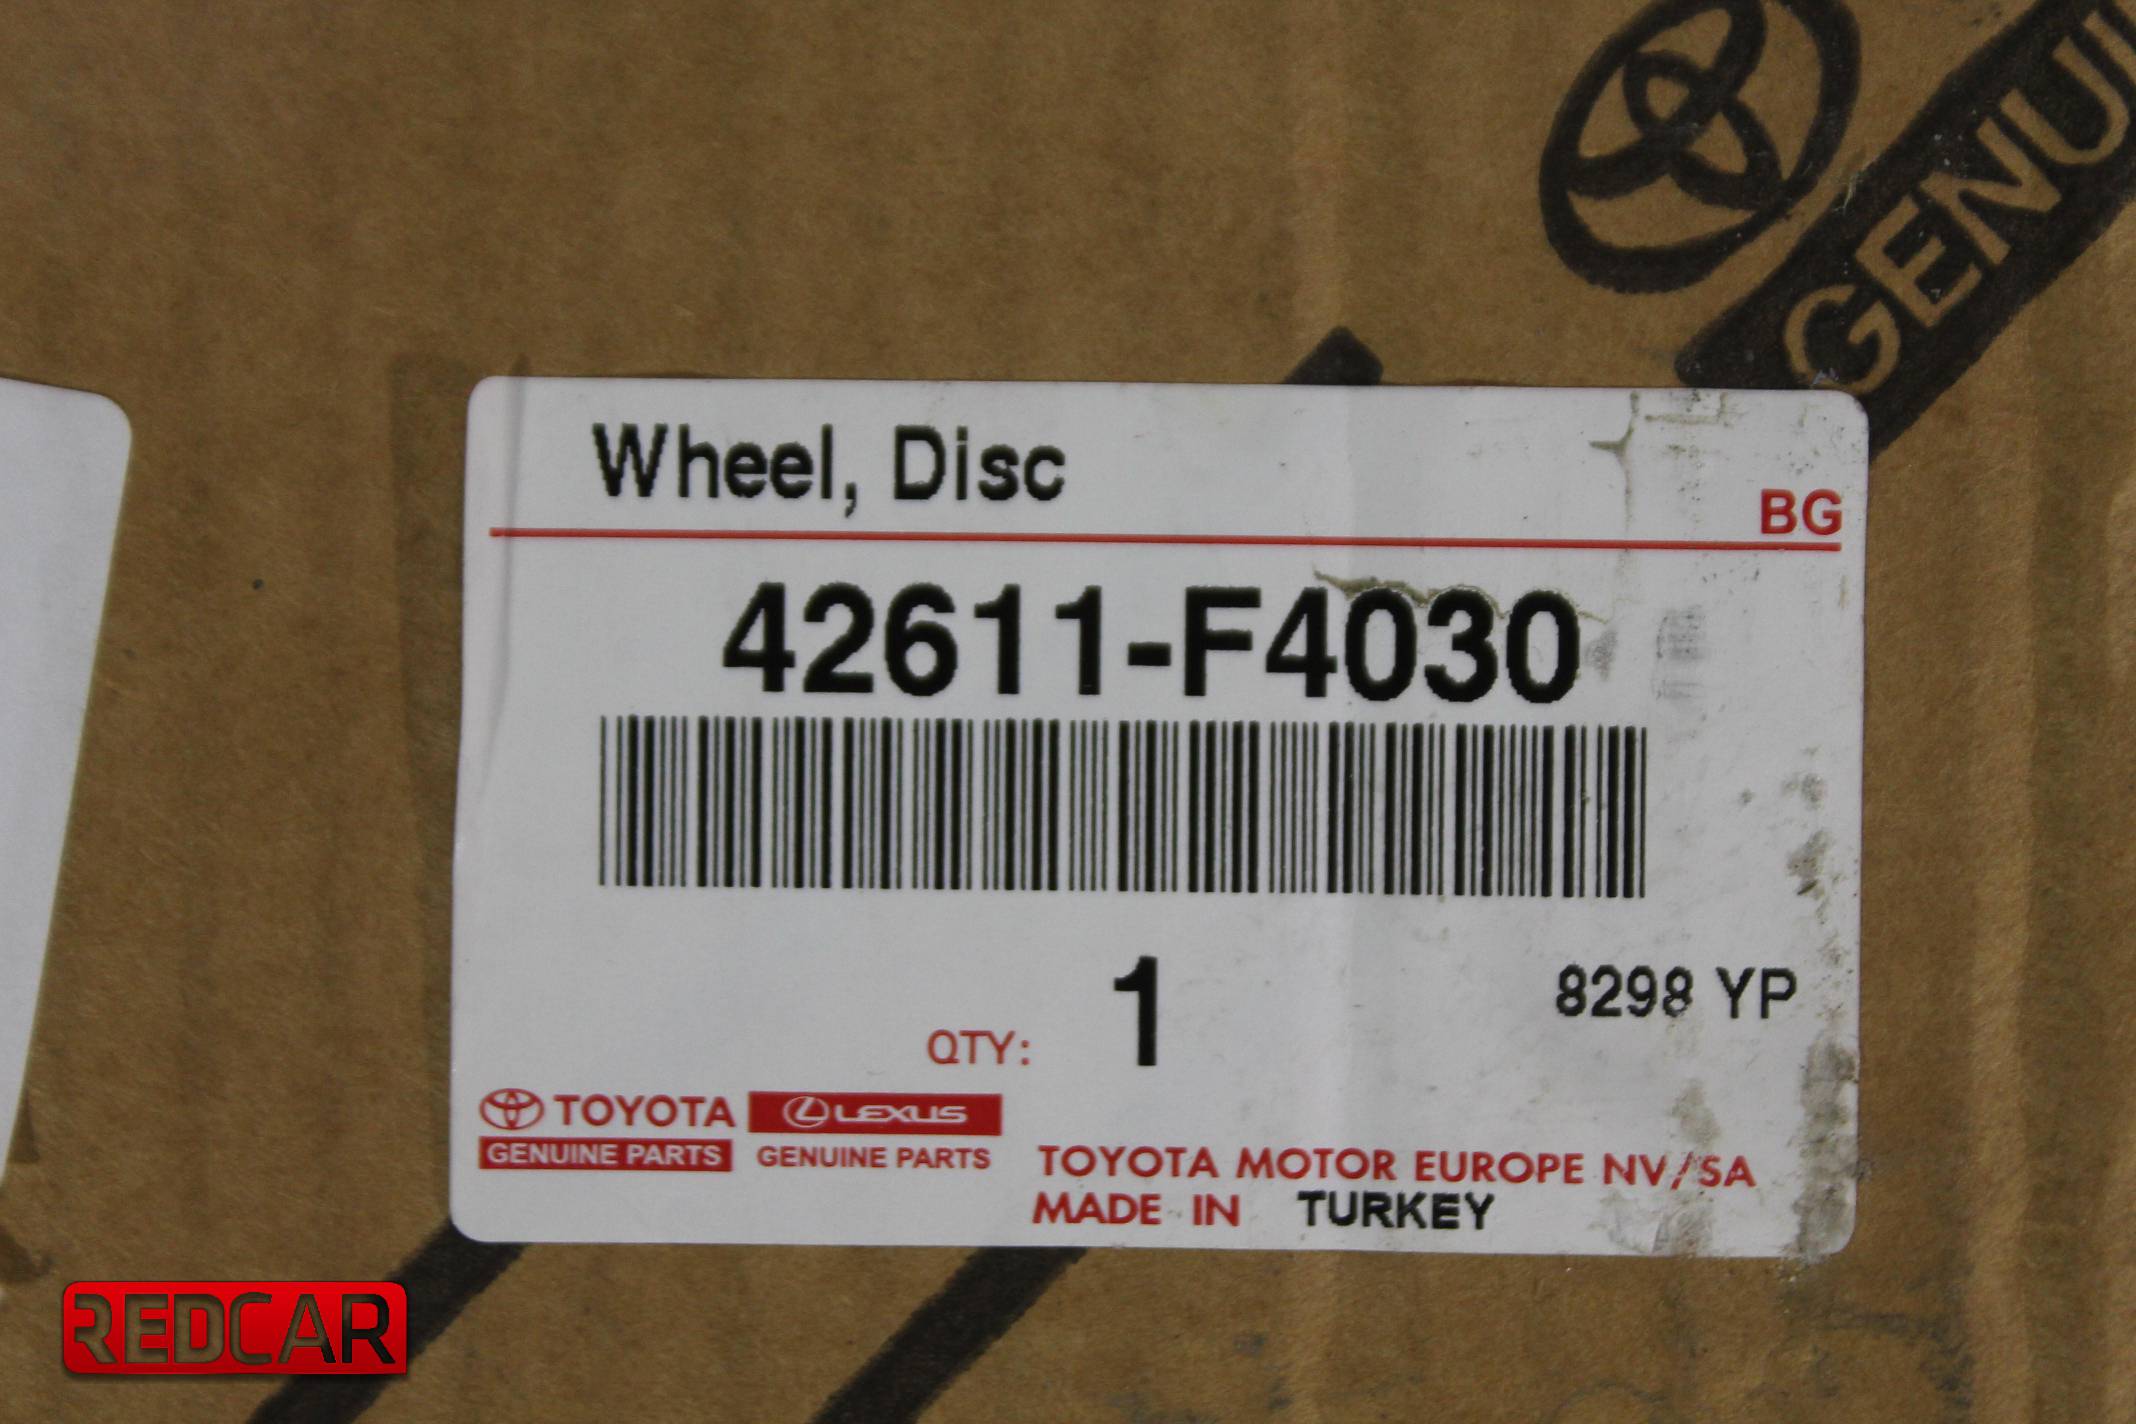 GENUI
Wheel, Disc
BG
42611-F4030
1
8298 YP
QTY:
TOYOTA LEXUS
GENUINE PARTS GENUINE PARTS
TOYOTA MOTOR EUROPE NV/SA
MADE IN TURKEY
REDCAR